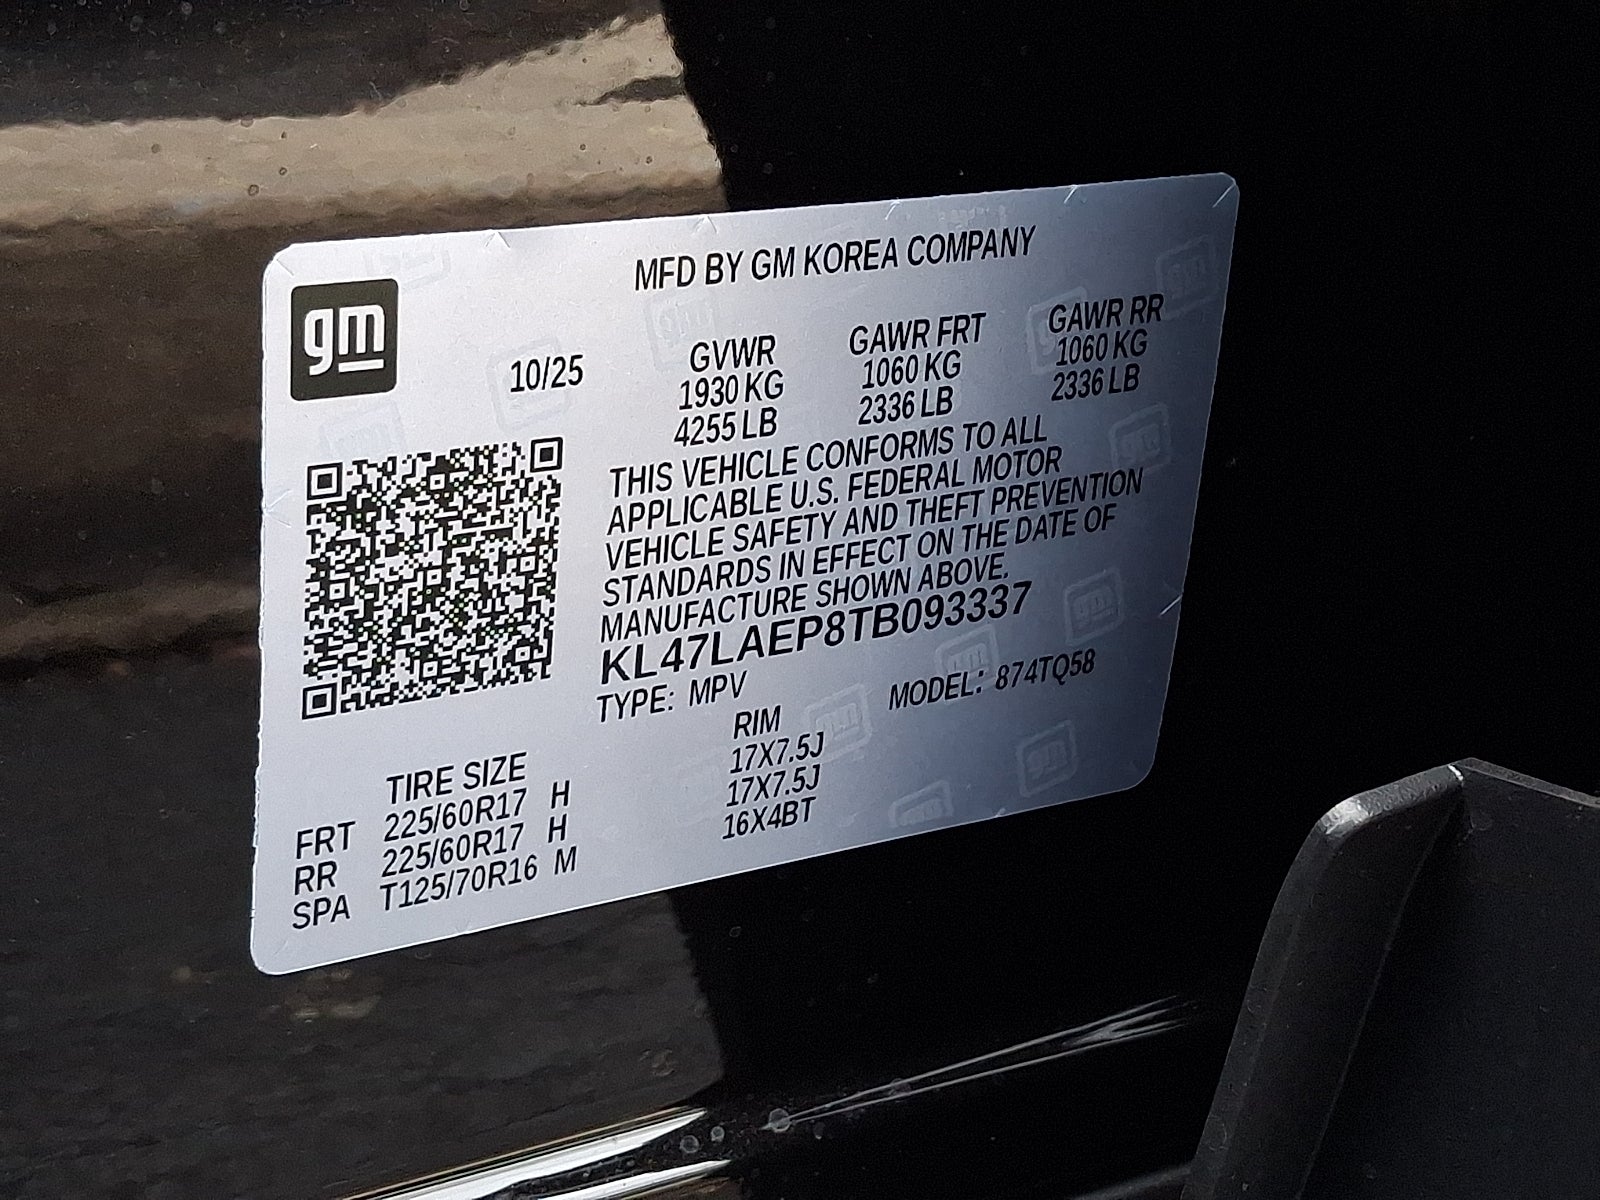 gm
MFD BY GM KOREA COMPANY
10/25
GVWR GAWR FRT GAWR RR
1930 KG 1060 KG 1060 KG
4255 LB 2336 LB 2336 LB
THIS VEHICLE CONFORMS TO ALL
APPLICABLE U.S. FEDERAL MOTOR
VEHICLE SAFETY AND THEFT PREVENTION
STANDARDS IN EFFECT ON THE DATE OF
MANUFACTURE SHOWN ABOVE.
KL47LAEP8TB093337
TYPE: MPV MODEL: 874TQ58
TIRE SIZE RIM
FRT 225/60R17 H 17X7.5J
RR 225/60R17 H 17X7.5J
SPA T125/70R16 M 16X4BT